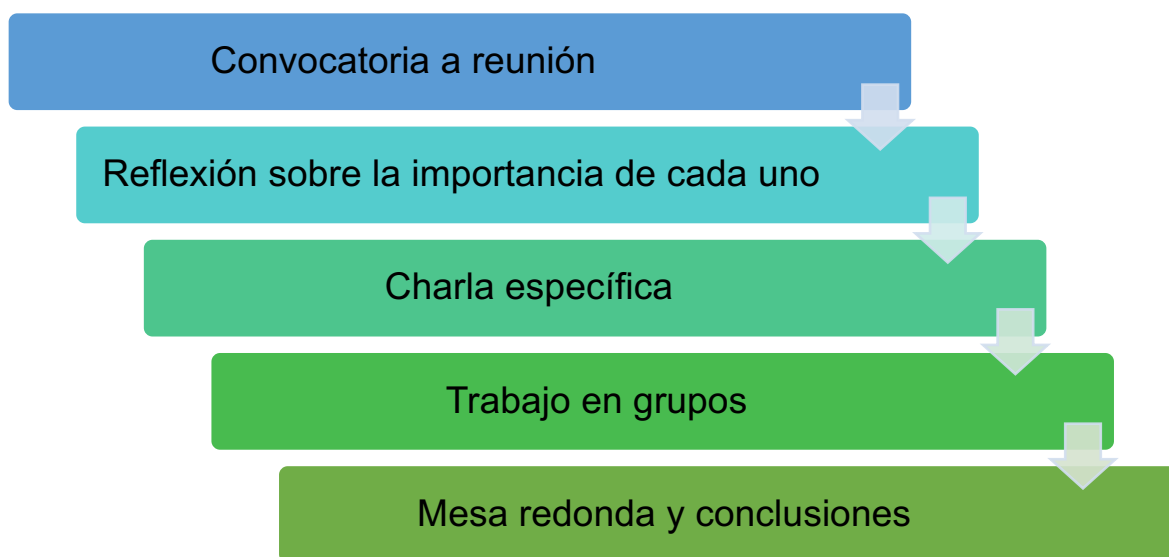 Convocatoria a reunión
Reflexión sobre la importancia de cada uno
Charla específica
Trabajo en grupos
Mesa redonda y conclusiones